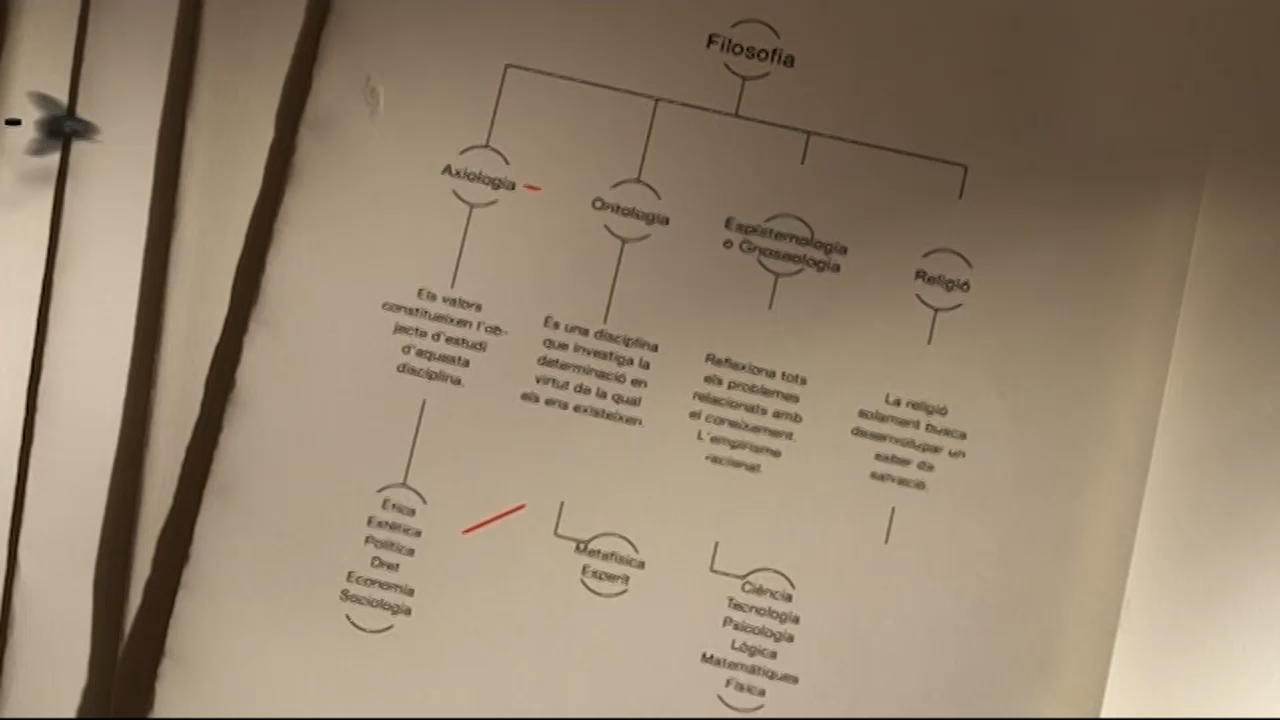 Filosofia
Axiologia
Els valors
constitueixen l'ob-
jecte d'estudi
d'aquesta
disciplina.
Ètica
Estètica
Política
Dret
Economia
Sociologia
Ontologia
És una disciplina
que investiga la
determinació en
virtut de la qual
els ens existeixen.
Metafísica
Esperit
Espistemologia
o Gnoseologia
Reflexiona tots
els problemes
relacionats amb
el coneixement.
L'empirisme
racional.
Ciència
Tecnologia
Psicologia
Lògica
Matemàtiques
Física
Religió
La religió
solament busca
desenvolupar un
saber de
salvació.